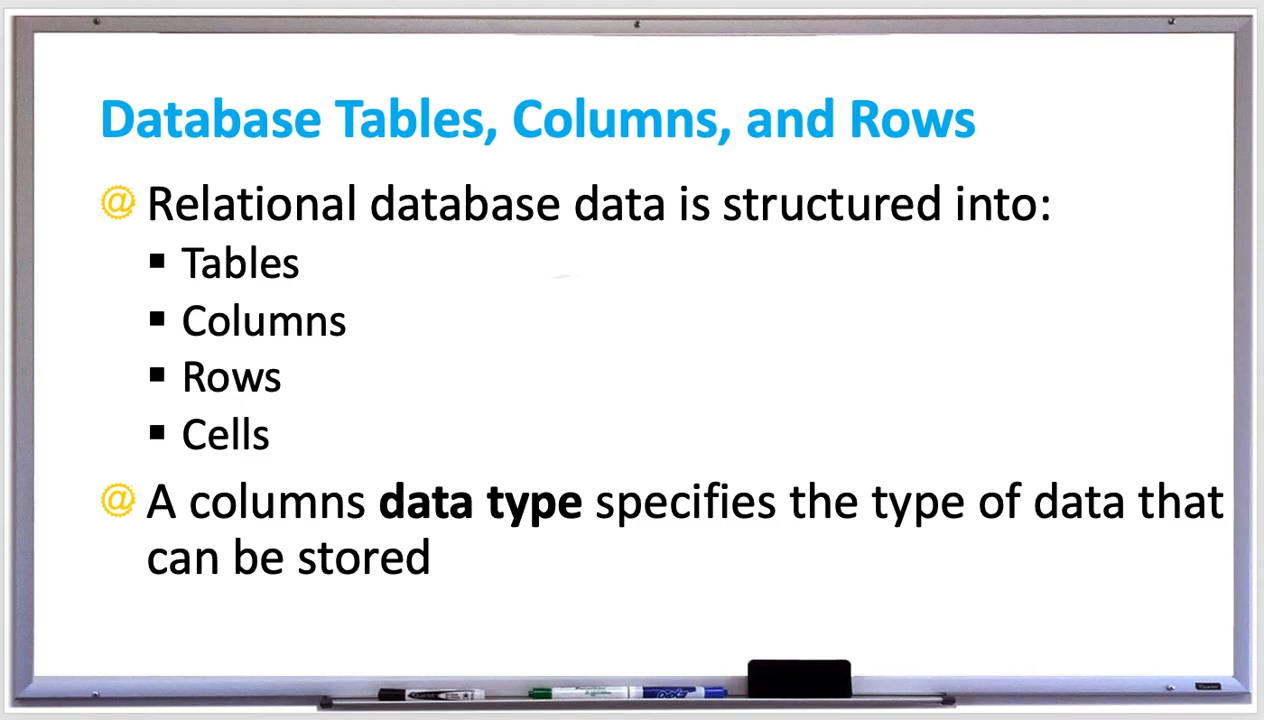 Database Tables, Columns, and Rows
@ Relational database data is structured into:
▪ Tables
▪ Columns
▪ Rows
▪ Cells
@ A columns data type specifies the type of data that
can be stored